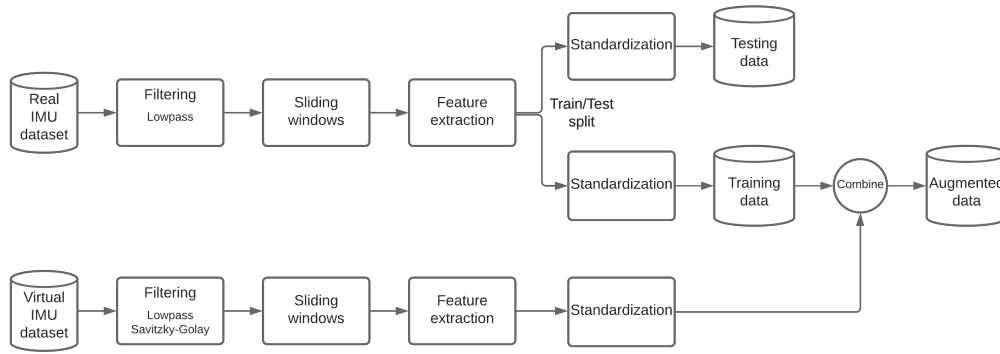 Standardization
Testing
data
Real
IMU
dataset
Filtering
Lowpass
Sliding
windows
Feature
extraction
Train/Test
split
Standardization
Training
data
Combine
Augmented
data
Virtual
IMU
dataset
Filtering
Lowpass
Savitzky-Golay
Sliding
windows
Feature
extraction
Standardization